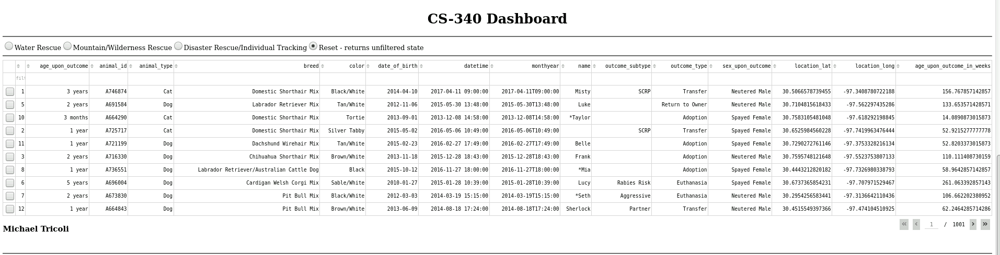 CS-340 Dashboard
Water Rescue Mountain/Wilderness Rescue Disaster Rescue/Individual Tracking Reset - returns unfiltered state
age_upon_outcome animal_id animal_type breed color date_of_birth datetime monthyear name outcome_subtype outcome_type sex_upon_outcome location_lat location_long age_upon_outcome_in_weeks
1 3 years A746874 Cat Domestic Shorthair Mix Black/White 2014-04-10 2017-04-11 09:00:00 2017-04-11T09:00:00 Misty SCRP Transfer Neutered Male 30.5066578739455 -97.3408780722188 156.767857142857
5 2 years A691584 Dog Labrador Retriever Mix Tan/White 2012-11-06 2015-05-30 13:48:00 2015-05-30T13:48:00 Luke Return to Owner Neutered Male 30.7104815618433 -97.562297435286 133.653571428571
10 3 months A664290 Cat Domestic Shorthair Mix Tortie 2013-09-01 2013-12-08 14:58:00 2013-12-08T14:58:00 *Taylor Adoption Spayed Female 30.7583105481048 -97.618292198845 14.0890873015873
2 1 year A725717 Cat Domestic Shorthair Mix Silver Tabby 2015-05-02 2016-05-06 10:49:00 2016-05-06T10:49:00 SCRP Transfer Spayed Female 30.6525984560228 -97.7419963476444 52.9215277777778
11 1 year A721199 Dog Dachshund Wirehair Mix Tan/White 2015-02-23 2016-02-27 17:49:00 2016-02-27T17:49:00 Belle Adoption Spayed Female 30.7290272761146 -97.3753328216134 52.8203373015873
3 2 years A716330 Dog Chihuahua Shorthair Mix Brown/White 2013-11-18 2015-12-28 18:43:00 2015-12-28T18:43:00 Frank Adoption Neutered Male 30.7595748121648 -97.5523753807133 110.111408730159
8 1 year A736551 Dog Labrador Retriever/Australian Cattle Dog Black 2015-10-12 2016-11-27 18:00:00 2016-11-27T18:00:00 *Mia Adoption Spayed Female 30.4443212820182 -97.7326980338793 58.9642857142857
6 5 years A696004 Dog Cardigan Welsh Corgi Mix Sable/White 2010-01-27 2015-01-28 10:39:00 2015-01-28T10:39:00 Lucy Rabies Risk Euthanasia Spayed Female 30.6737365854231 -97.707971529467 261.063392857143
7 2 years A673830 Dog Pit Bull Mix Black/White 2012-03-03 2014-03-19 15:15:00 2014-03-19T15:15:00 *Seth Aggressive Euthanasia Neutered Male 30.2954256583441 -97.3136642110436 106.662202380952
12 1 year A664843 Dog Pit Bull Mix Brown/White 2013-06-09 2014-08-18 17:24:00 2014-08-18T17:24:00 Sherlock Partner Transfer Neutered Male 30.4515549397366 -97.474104510925 62.2464285714286
1 / 1001
Michael Tricoli